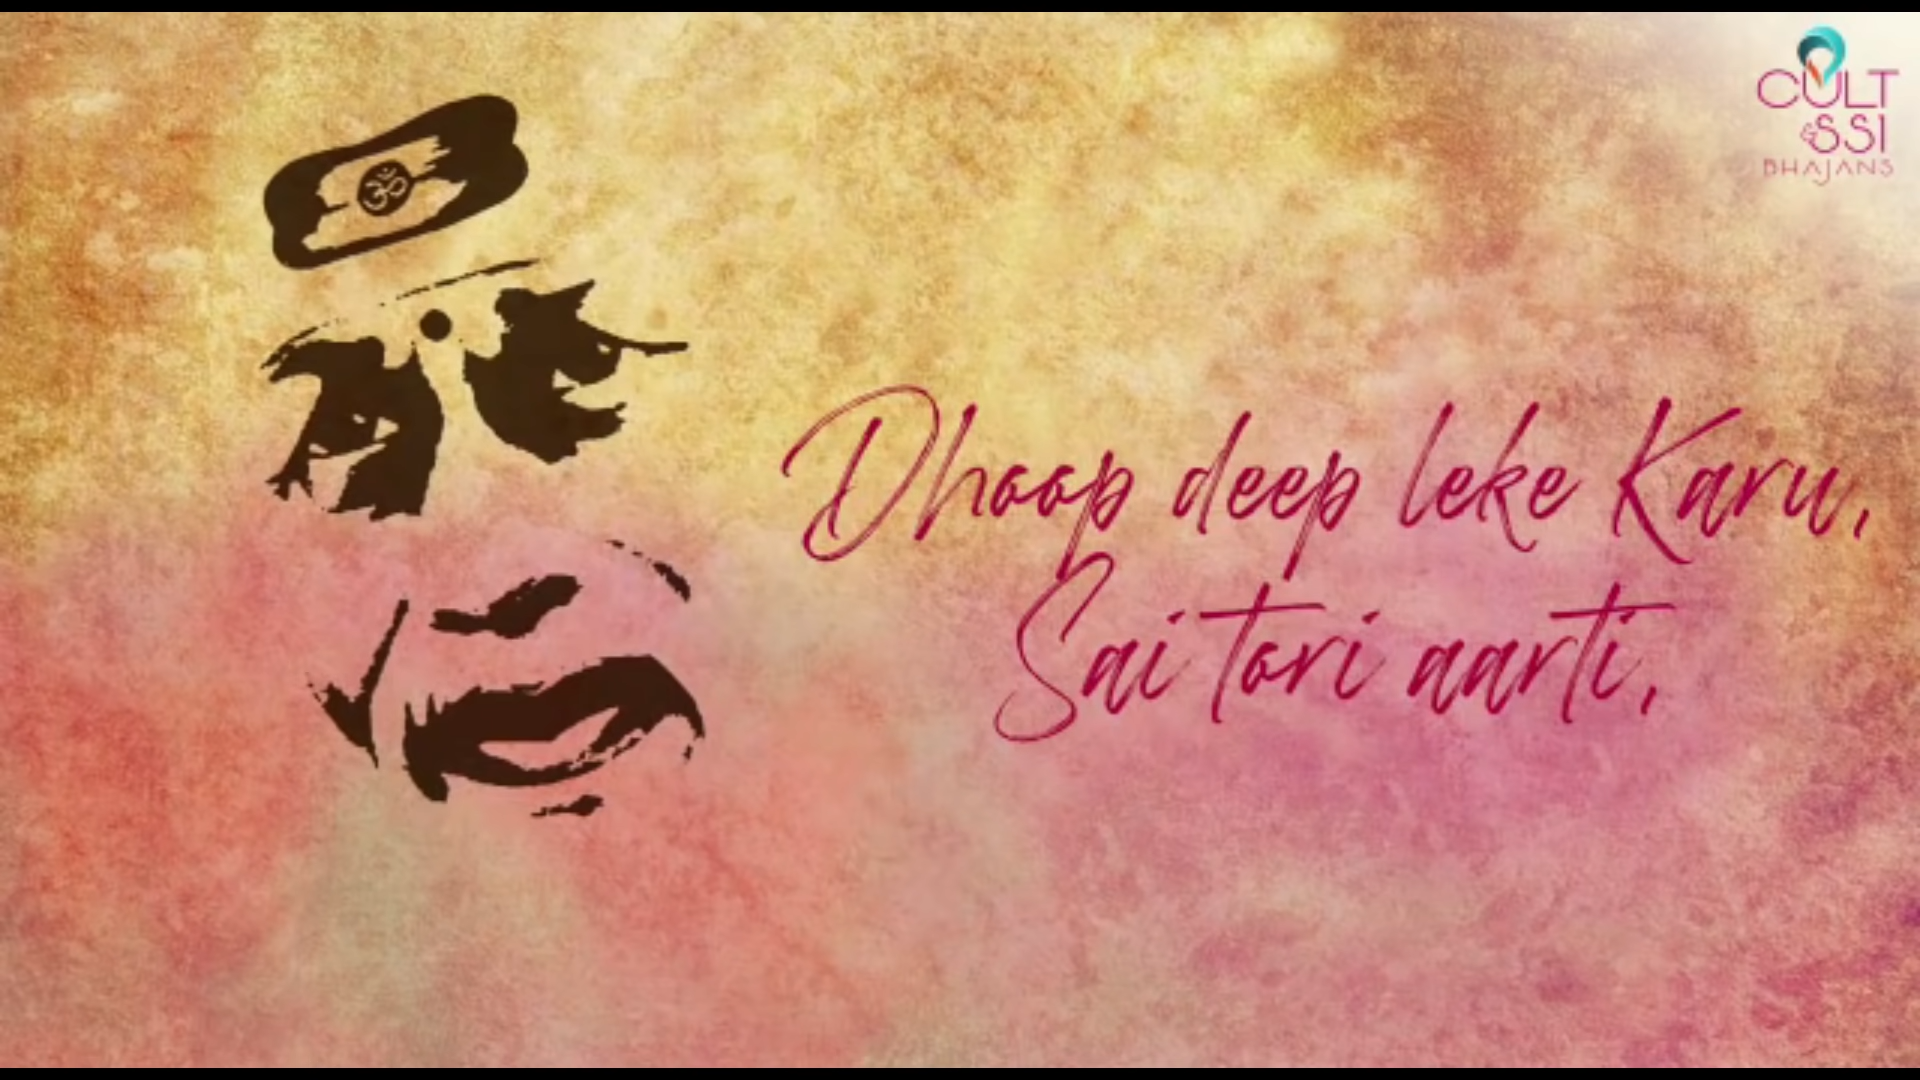 CULT
&SSI
BHAJANS
ॐ
Dhoop deep leke Karu,
Sai tori aarti,